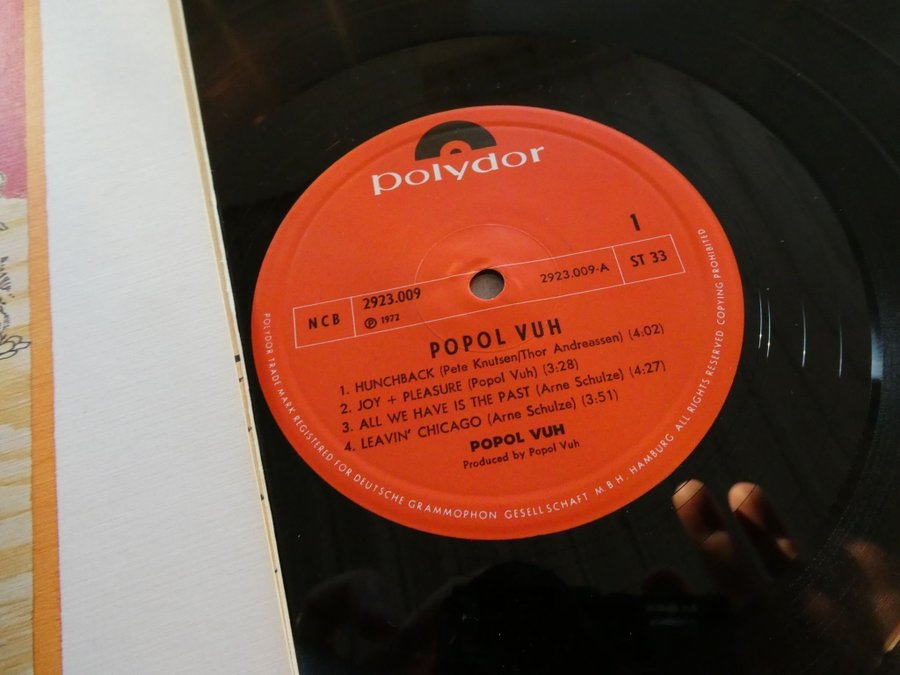 polydor
1
NCB
2923.009
℗ 1972
2923.009-A
ST 33
POPOL VUH
1. HUNCHBACK (Pete Knutsen/Thor Andreassen) (4:02)
2. JOY + PLEASURE (Popol Vuh) (3:28)
3. ALL WE HAVE IS THE PAST (Arne Schulze) (4:27)
4. LEAVIN' CHICAGO (Arne Schulze) (3:51)
POPOL VUH
Produced by Popol Vuh
POLYDOR TRADE MARK REGISTERED FOR DEUTSCHE GRAMMOPHON GESELLSCHAFT M.B.H. HAMBURG ALL RIGHTS RESERVED COPYING PROHIBITED